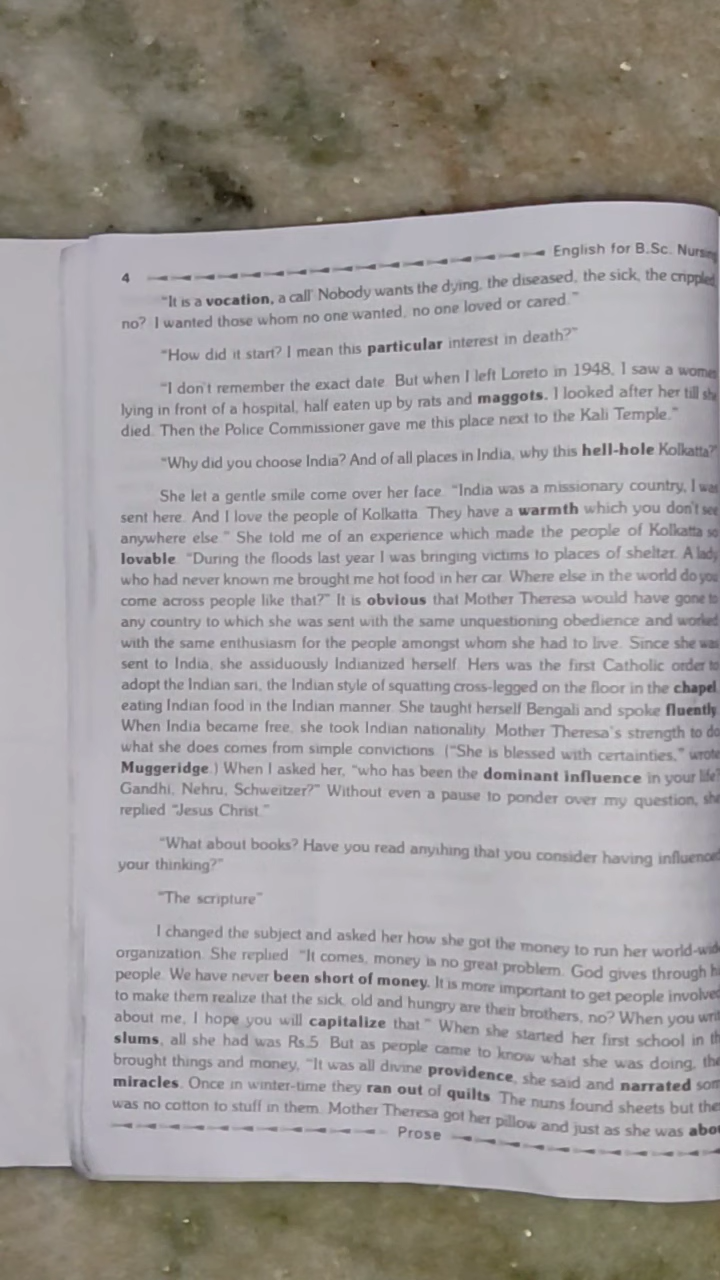 4 English for B.Sc. Nursing
"It is a vocation, a call. Nobody wants the dying, the diseased, the sick, the crippled,
no? I wanted those whom no one wanted, no one loved or cared."
"How did it start? I mean this particular interest in death?"
"I don't remember the exact date. But when I left Loreto in 1948, I saw a women
lying in front of a hospital, half eaten up by rats and maggots. I looked after her till she
died. Then the Police Commissioner gave me this place next to the Kali Temple."
"Why did you choose India? And of all places in India, why this hell-hole Kolkatta?"
She let a gentle smile come over her face. "India was a missionary country, I was
sent here. And I love the people of Kolkatta. They have a warmth which you don't see
anywhere else." She told me of an experience which made the people of Kolkatta so
lovable. "During the floods last year I was bringing victims to places of shelter. A lady
who had never known me brought me hot food in her car. Where else in the world do you
come across people like that?" It is obvious that Mother Theresa would have gone to
any country to which she was sent with the same unquestioning obedience and worked
with the same enthusiasm for the people amongst whom she had to live. Since she was
sent to India, she assiduously Indianized herself. Hers was the first Catholic order to
adopt the Indian sari, the Indian style of squatting cross-legged on the floor in the chapel
eating Indian food in the Indian manner. She taught herself Bengali and spoke fluently.
When India became free, she took Indian nationality. Mother Theresa's strength to do
what she does comes from simple convictions. ("She is blessed with certainties," wrote
Muggeridge.) When I asked her, "who has been the dominant influence in your life?
Gandhi, Nehru, Schweitzer?" Without even a pause to ponder over my question, she
replied "Jesus Christ."
"What about books? Have you read anything that you consider having influenced
your thinking?"
"The scripture"
I changed the subject and asked her how she got the money to run her world-wide
organization. She replied. "It comes, money is no great problem. God gives through
people. We have never been short of money. It is more important to get people involved
to make them realize that the sick, old and hungry are their brothers, no? When you
about me, I hope you will capitalize that." When she started her first school in
slums, all she had was Rs.5. But as people came to know what she was doing,
brought things and money, "It was all divine providence, she said and narrated
miracles. Once in winter-time they ran out of quilts. The nuns found sheets but
was no cotton to stuff in them. Mother Theresa got her pillow and just as she was
Prose